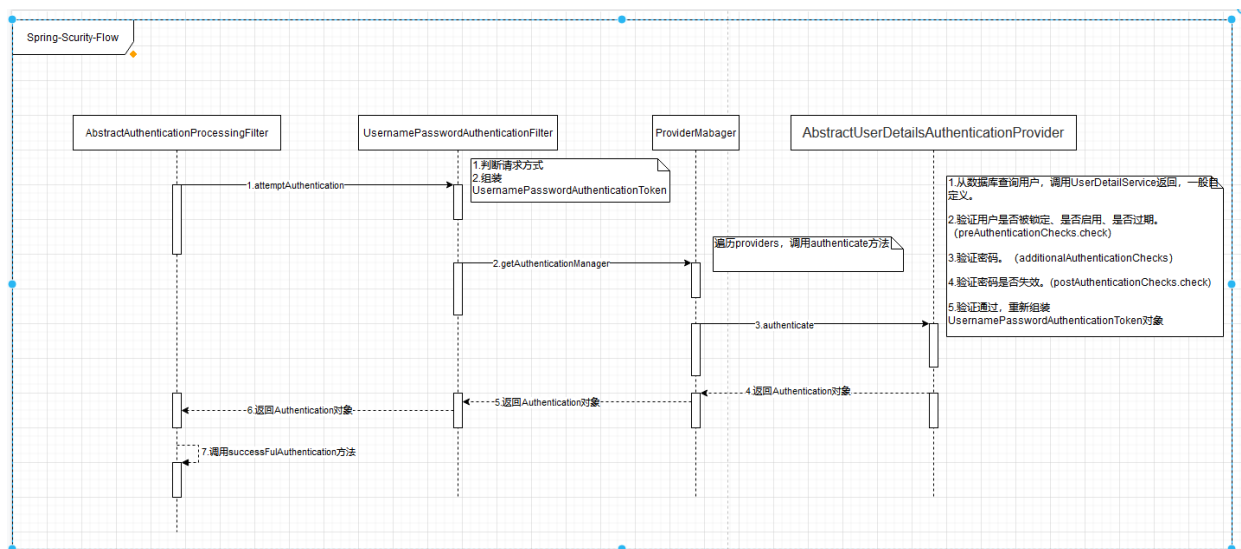 Spring-Scurity-Flow
AbstractAuthenticationProcessingFilter
UsernamePasswordAuthenticationFilter
ProviderMabager
AbstractUserDetailsAuthenticationProvider
1.判断请求方式
2.组装
UsernamePasswordAuthenticationToken
1.attemptAuthentication
1.从数据库查询用户，调用UserDetailService返回，一般自
定义。
2.验证用户是否被锁定、是否启用、是否过期。
（preAuthenticationChecks.check)
3.验证密码。（additionalAuthenticationChecks)
4.验证密码是否失效。(postAuthenticationChecks.check)
5.验证通过，重新组装
UsernamePasswordAuthenticationToken对象
遍历providers，调用authenticate方法
2.getAuthenticationManager
3.authenticate
4.返回Authentication对象
5.返回Authentication对象
6.返回Authentication对象
7.调用successFulAuthentication方法